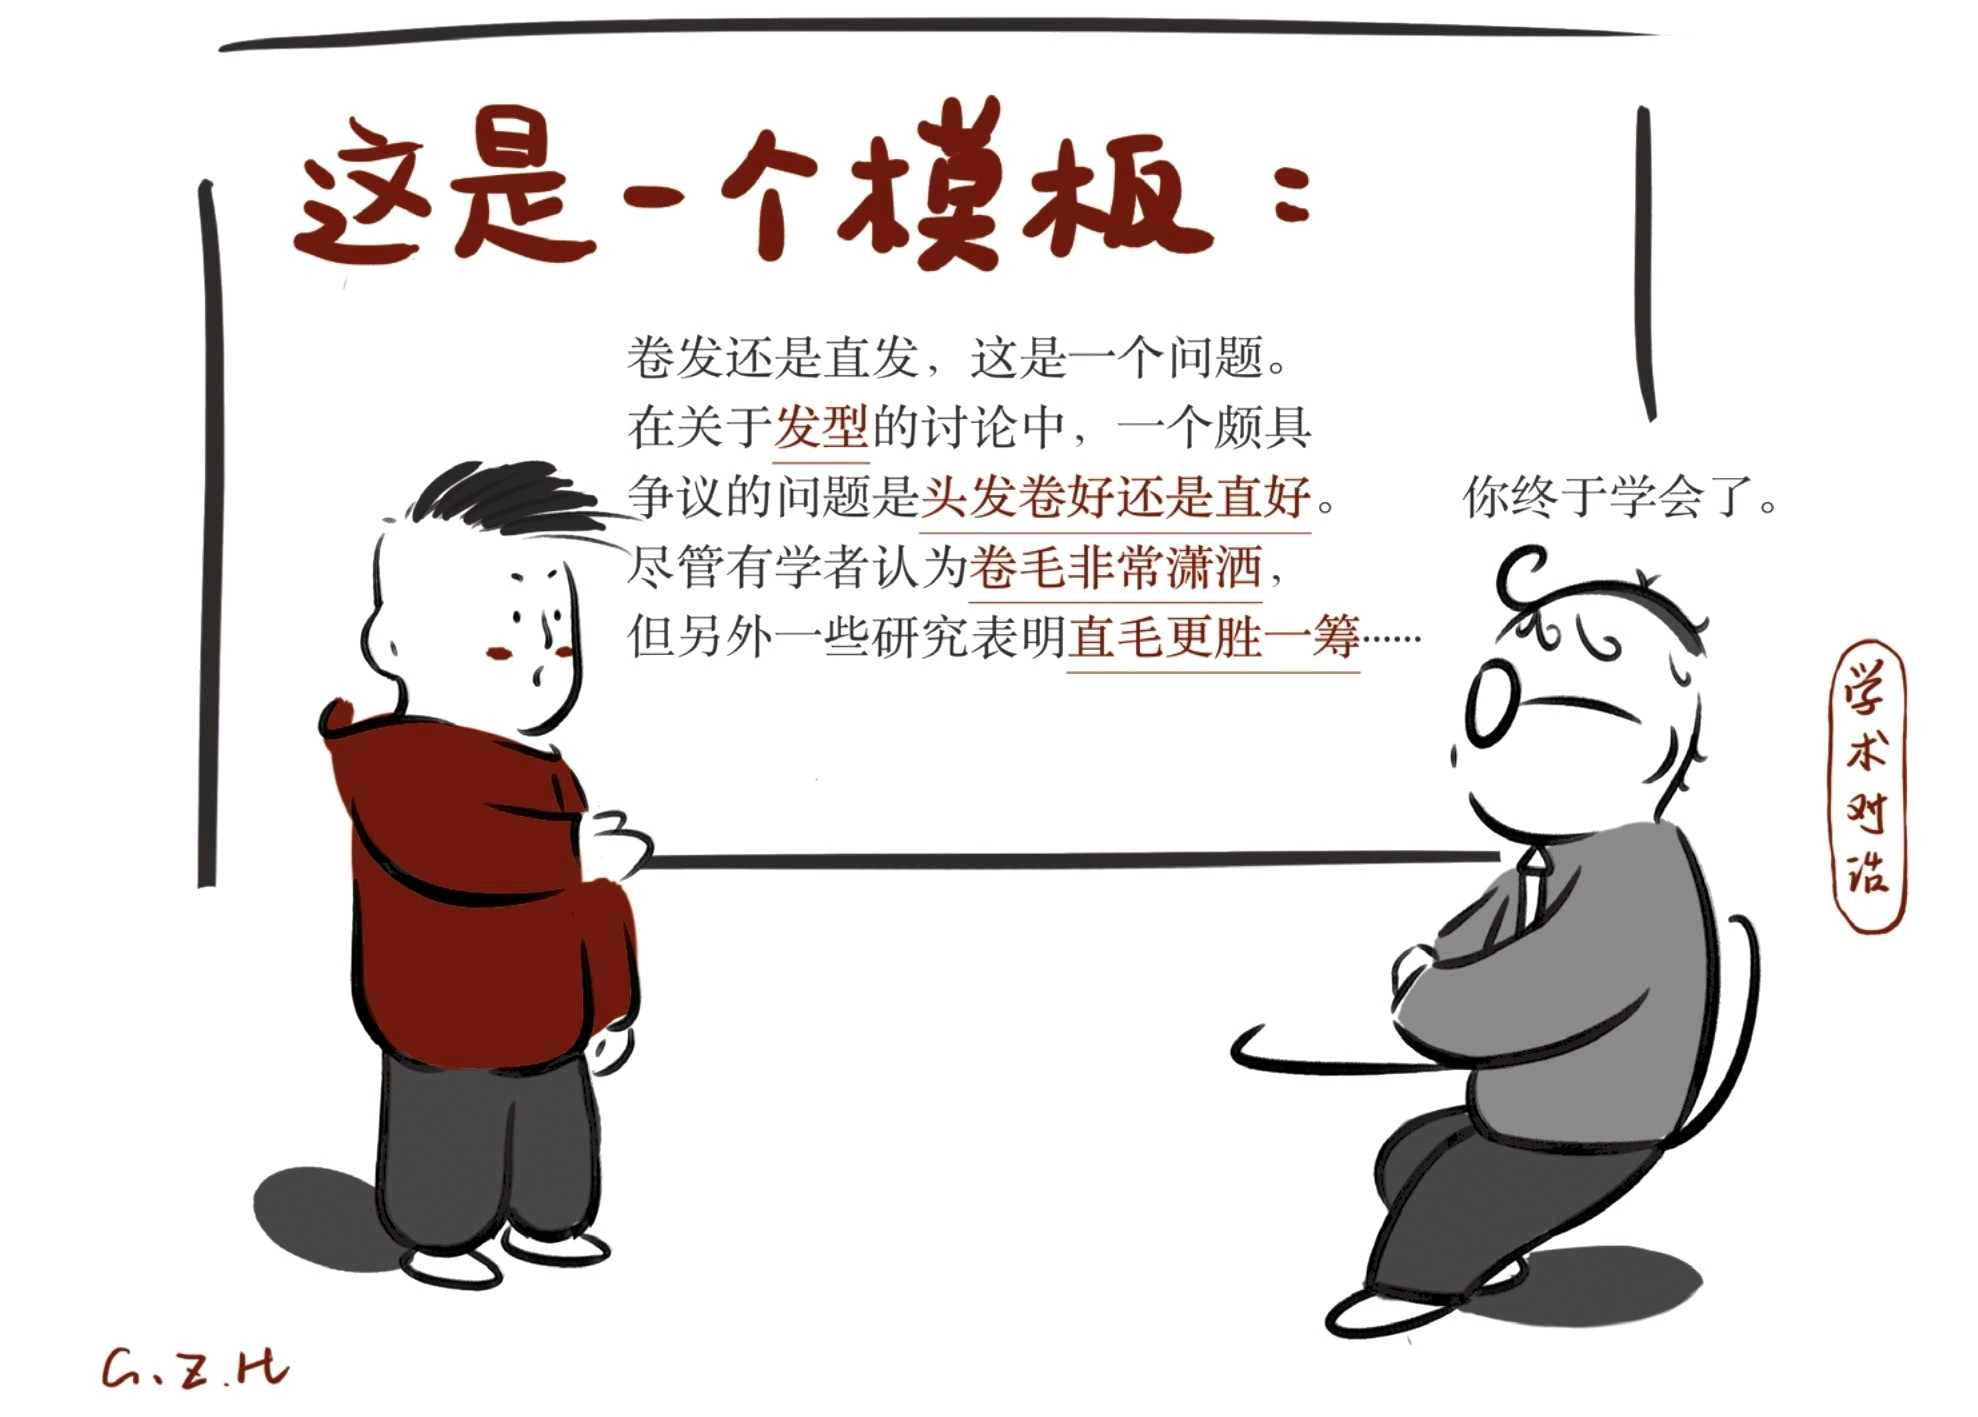 这是一个模板：
卷发还是直发，这是一个问题。
在关于发型的讨论中，一个颇具
争议的问题是头发卷好还是直好。
尽管有学者认为卷毛非常潇洒，
但另外一些研究表明直毛更胜一筹……
你终于学会了。
学术对话
G.Z.H